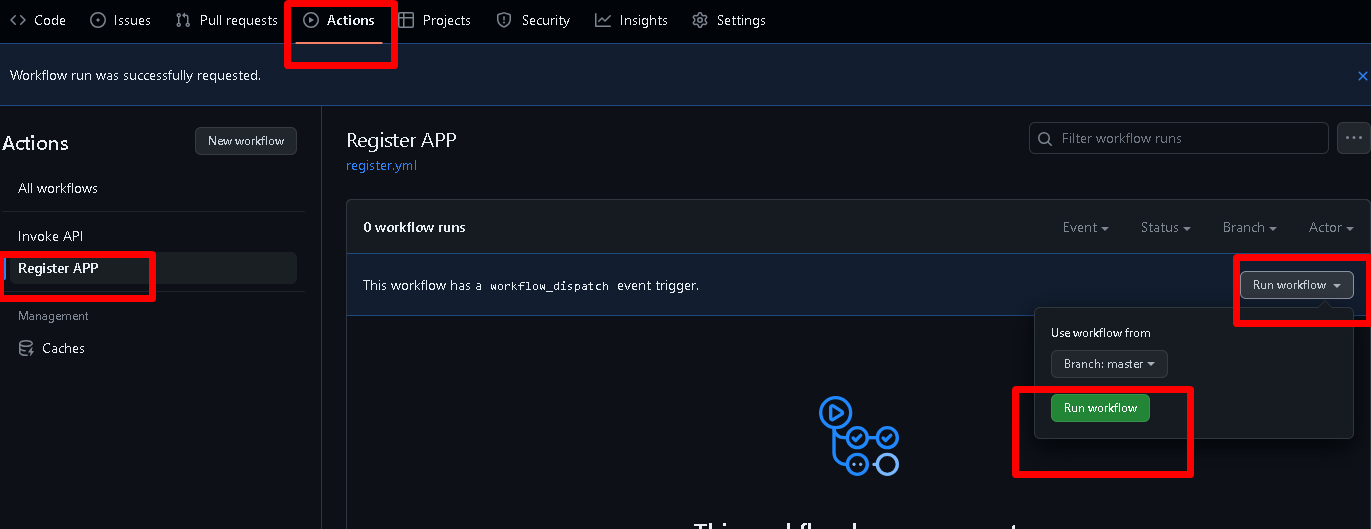 Code Issues Pull requests Actions Projects Security Insights Settings
Workflow run was successfully requested.
Actions
New workflow
All workflows
Invoke API
Register APP
Management
Caches
Register APP
register.yml
Filter workflow runs
0 workflow runs
Event Status Branch Actor
This workflow has a workflow_dispatch event trigger.
Run workflow
Use workflow from
Branch: master
Run workflow